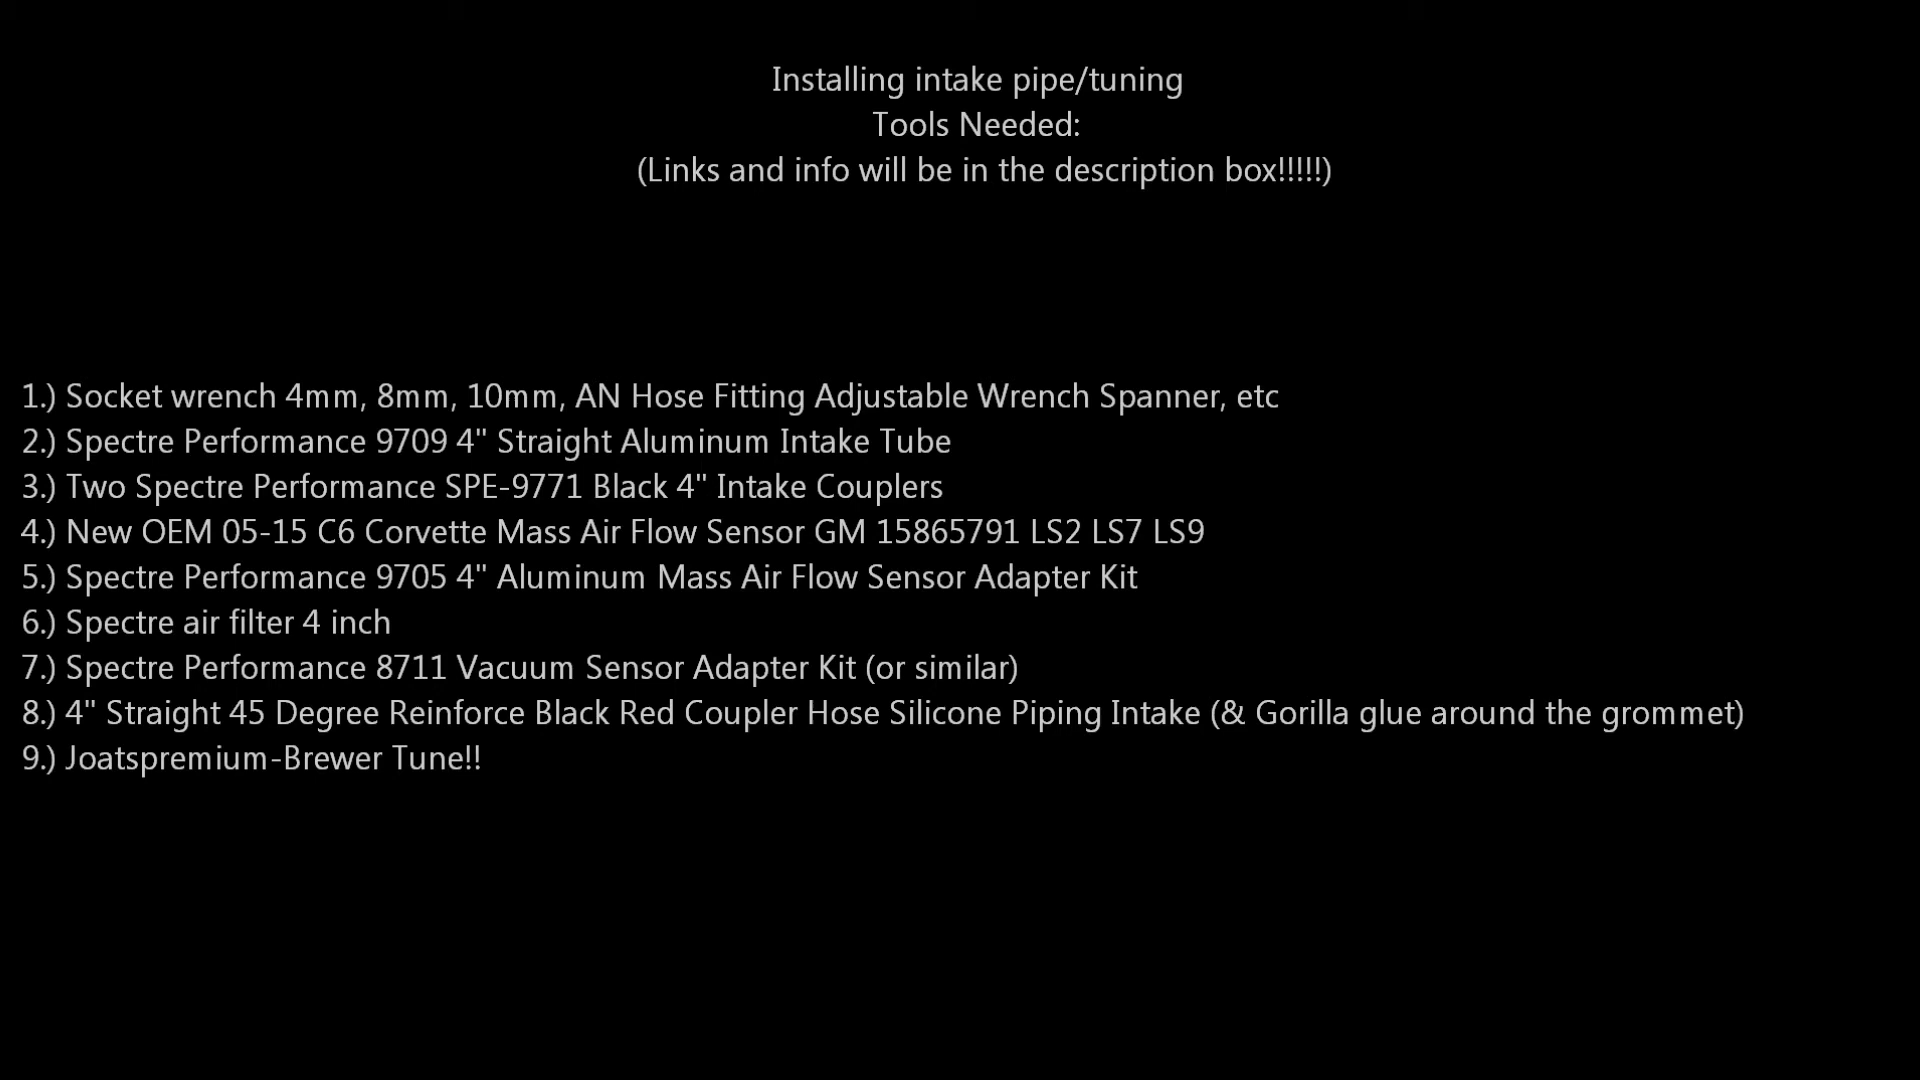 Installing intake pipe/tuning
Tools Needed:
(Links and info will be in the description box!!!!!)
1.) Socket wrench 4mm, 8mm, 10mm, AN Hose Fitting Adjustable Wrench Spanner, etc
2.) Spectre Performance 9709 4" Straight Aluminum Intake Tube
3.) Two Spectre Performance SPE-9771 Black 4" Intake Couplers
4.) New OEM 05-15 C6 Corvette Mass Air Flow Sensor GM 15865791 LS2 LS7 LS9
5.) Spectre Performance 9705 4" Aluminum Mass Air Flow Sensor Adapter Kit
6.) Spectre air filter 4 inch
7.) Spectre Performance 8711 Vacuum Sensor Adapter Kit (or similar)
8.) 4" Straight 45 Degree Reinforce Black Red Coupler Hose Silicone Piping Intake (& Gorilla glue around the grommet)
9.) Joatspremium-Brewer Tune!!